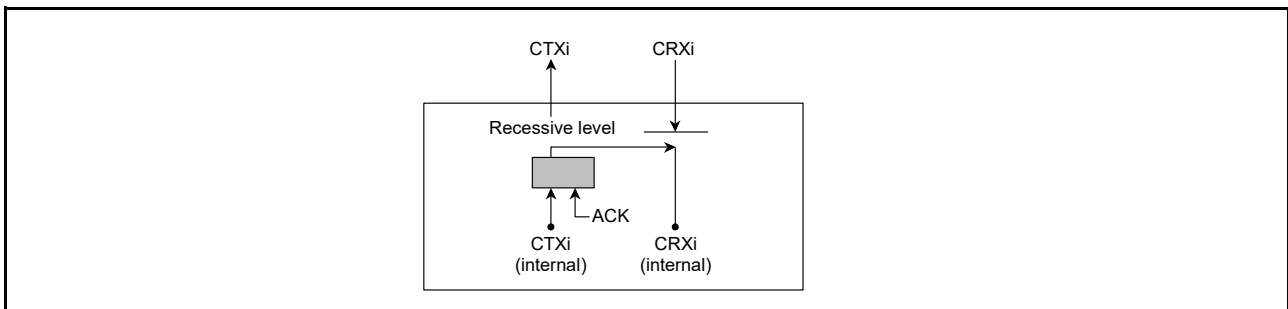 CTXi
CRXi
Recessive level
ACK
CTXi
(internal)
CRXi
(internal)